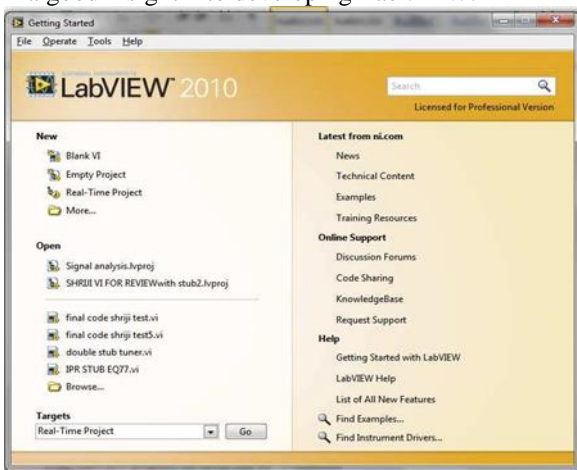 Getting Started
File Operate Tools Help
LabVIEW™ 2010
Search
Licensed for Professional Version
New
Blank VI
Empty Project
Real-Time Project
More...
Open
Signal analysis.lvproj
SHRIJI VI FOR REVIEWwith stub2.lvproj
final code shriji test.vi
final code shriji test5.vi
double stub tuner.vi
IPR STUB EQ77.vi
Browse...
Targets
Real-Time Project
Go
Latest from ni.com
News
Technical Content
Examples
Training Resources
Online Support
Discussion Forums
Code Sharing
KnowledgeBase
Request Support
Help
Getting Started with LabVIEW
LabVIEW Help
List of All New Features
Find Examples...
Find Instrument Drivers...